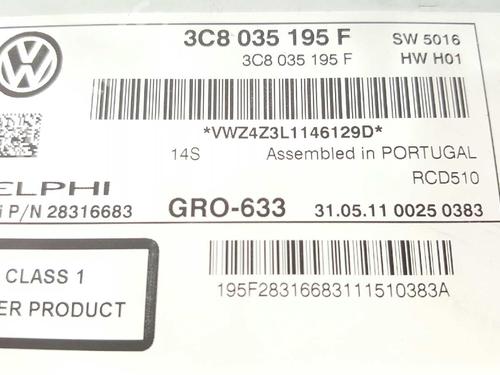 3C8 035 195 F SW 5016
3C8 035 195 F HW H01
*VWZ4Z3L1146129D*
14S Assembled in PORTUGAL
ELPHI RCD510
i P/N 28316683 GRO-633 31.05.11 0025 0383
CLASS 1
ER PRODUCT
195F28316683111510383A